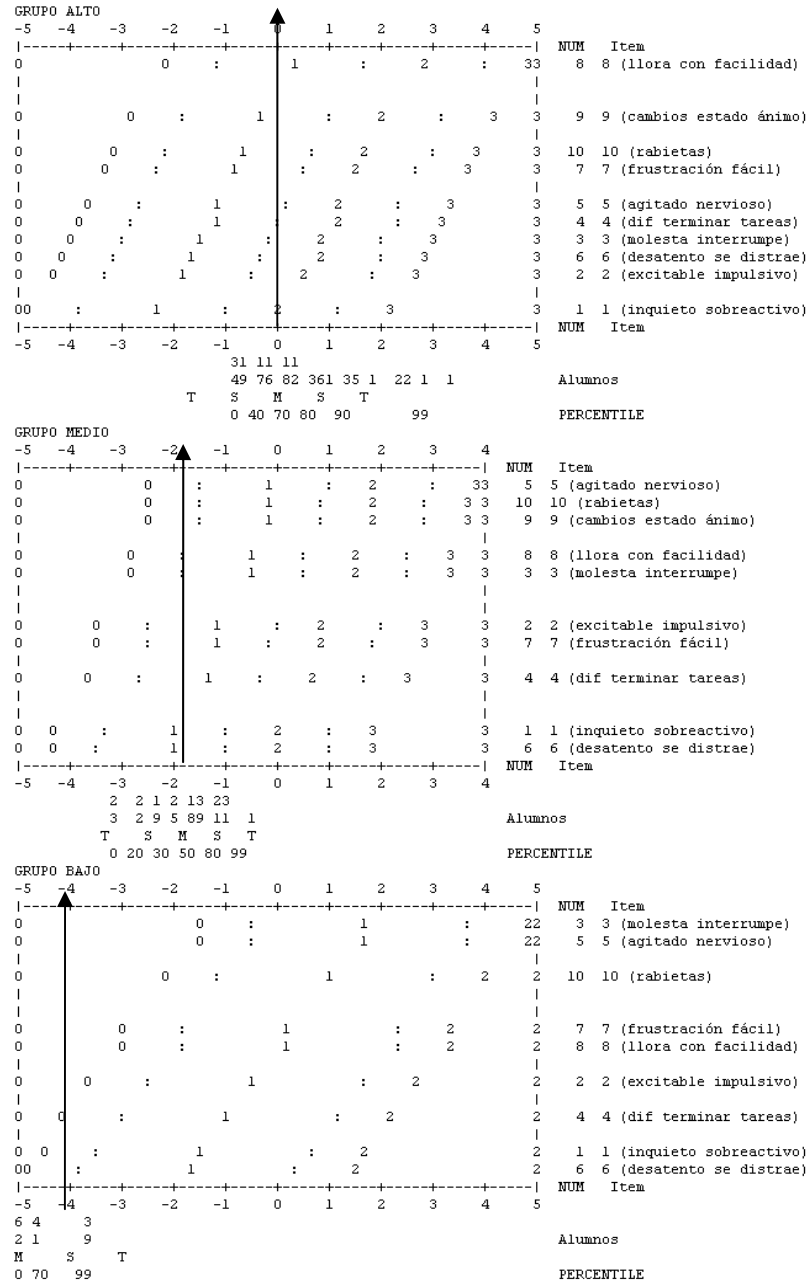 GRUPO ALTO
-5 -4 -3 -2 -1 0 1 2 3 4 5
|-----+-----+-----+-----+-----+-----+-----+-----+-----+-----| NUM Item
0 0 : 1 : 2 : 33 8 8 (llora con facilidad)
| |
| |
0 0 : 1 : 2 : 3 3 9 9 (cambios estado ánimo)
| |
0 0 : 1 : 2 : 3 3 10 10 (rabietas)
0 0 : 1 : 2 : 3 3 7 7 (frustración fácil)
| |
0 0 : 1 : 2 : 3 3 5 5 (agitado nervioso)
0 0 : 1 : 2 : 3 3 4 4 (dif terminar tareas)
0 0 : 1 : 2 : 3 3 3 3 (molesta interrumpe)
0 0 : 1 : 2 : 3 3 6 6 (desatento se distrae)
0 0 : 1 : 2 : 3 3 2 2 (excitable impulsivo)
| |
00 : 1 : 2 : 3 3 1 1 (inquieto sobreactivo)
|-----+-----+-----+-----+-----+-----+-----+-----+-----+-----| NUM Item
-5 -4 -3 -2 -1 0 1 2 3 4 5
31 11 11
49 76 82 361 35 1 22 1 1 Alumnos
T S M S T
0 40 70 80 90 99 PERCENTILE
GRUPO MEDIO
-5 -4 -3 -2 -1 0 1 2 3 4
|-----+-----+-----+-----+-----+-----+-----+-----+-----| NUM Item
0 0 : 1 : 2 : 33 5 5 (agitado nervioso)
0 0 : 1 : 2 : 3 3 10 10 (rabietas)
0 0 : 1 : 2 : 3 3 9 9 (cambios estado ánimo)
| |
0 0 : 1 : 2 : 3 3 8 8 (llora con facilidad)
0 0 : 1 : 2 : 3 3 3 3 (molesta interrumpe)
| |
| |
0 0 : 1 : 2 : 3 3 2 2 (excitable impulsivo)
0 0 : 1 : 2 : 3 3 7 7 (frustración fácil)
| |
0 0 : 1 : 2 : 3 3 4 4 (dif terminar tareas)
| |
| |
0 0 : 1 : 2 : 3 3 1 1 (inquieto sobreactivo)
0 0 : 1 : 2 : 3 3 6 6 (desatento se distrae)
|-----+-----+-----+-----+-----+-----+-----+-----+-----| NUM Item
-5 -4 -3 -2 -1 0 1 2 3 4
2 2 1 2 13 23
3 2 9 5 89 11 1 Alumnos
T S M S T
0 20 30 50 80 99 PERCENTILE
GRUPO BAJO
-5 -4 -3 -2 -1 0 1 2 3 4 5
|-----+-----+-----+-----+-----+-----+-----+-----+-----+-----| NUM Item
0 0 : 1 : 22 3 3 (molesta interrumpe)
0 0 : 1 : 22 5 5 (agitado nervioso)
| |
0 0 : 1 : 2 2 10 10 (rabietas)
| |
| |
0 0 : 1 : 2 2 7 7 (frustración fácil)
0 0 : 1 : 2 2 8 8 (llora con facilidad)
| |
0 0 : 1 : 2 2 2 2 (excitable impulsivo)
| |
0 0 : 1 : 2 2 4 4 (dif terminar tareas)
| |
0 0 : 1 : 2 2 1 1 (inquieto sobreactivo)
00 : 1 : 2 2 6 6 (desatento se distrae)
|-----+-----+-----+-----+-----+-----+-----+-----+-----+-----| NUM Item
-5 -4 -3 -2 -1 0 1 2 3 4 5
6 4 3
2 1 9 Alumnos
M S T
0 70 99 PERCENTILE